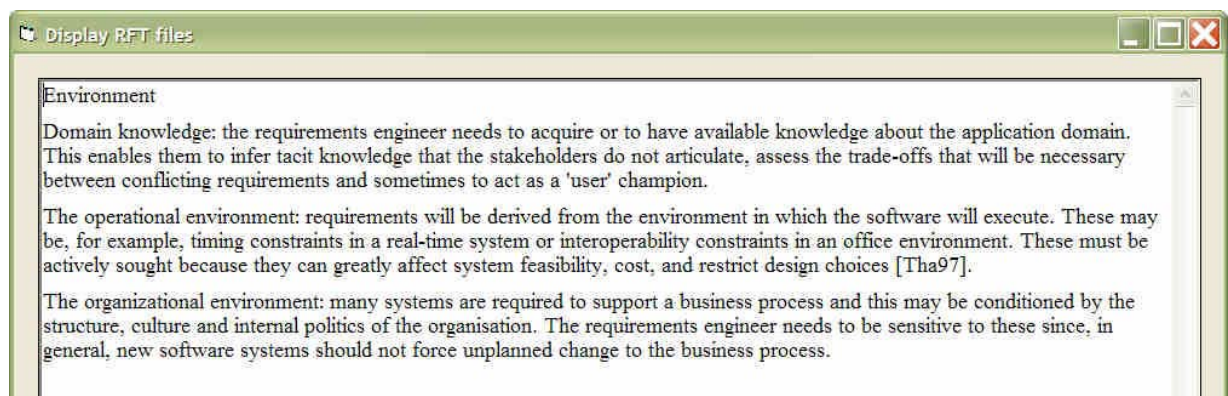 Display RFT files
Environment
Domain knowledge: the requirements engineer needs to acquire or to have available knowledge about the application domain.
This enables them to infer tacit knowledge that the stakeholders do not articulate, assess the trade-offs that will be necessary
between conflicting requirements and sometimes to act as a 'user' champion.
The operational environment: requirements will be derived from the environment in which the software will execute. These may
be, for example, timing constraints in a real-time system or interoperability constraints in an office environment. These must be
actively sought because they can greatly affect system feasibility, cost, and restrict design choices [Tha97].
The organizational environment: many systems are required to support a business process and this may be conditioned by the
structure, culture and internal politics of the organisation. The requirements engineer needs to be sensitive to these since, in
general, new software systems should not force unplanned change to the business process.